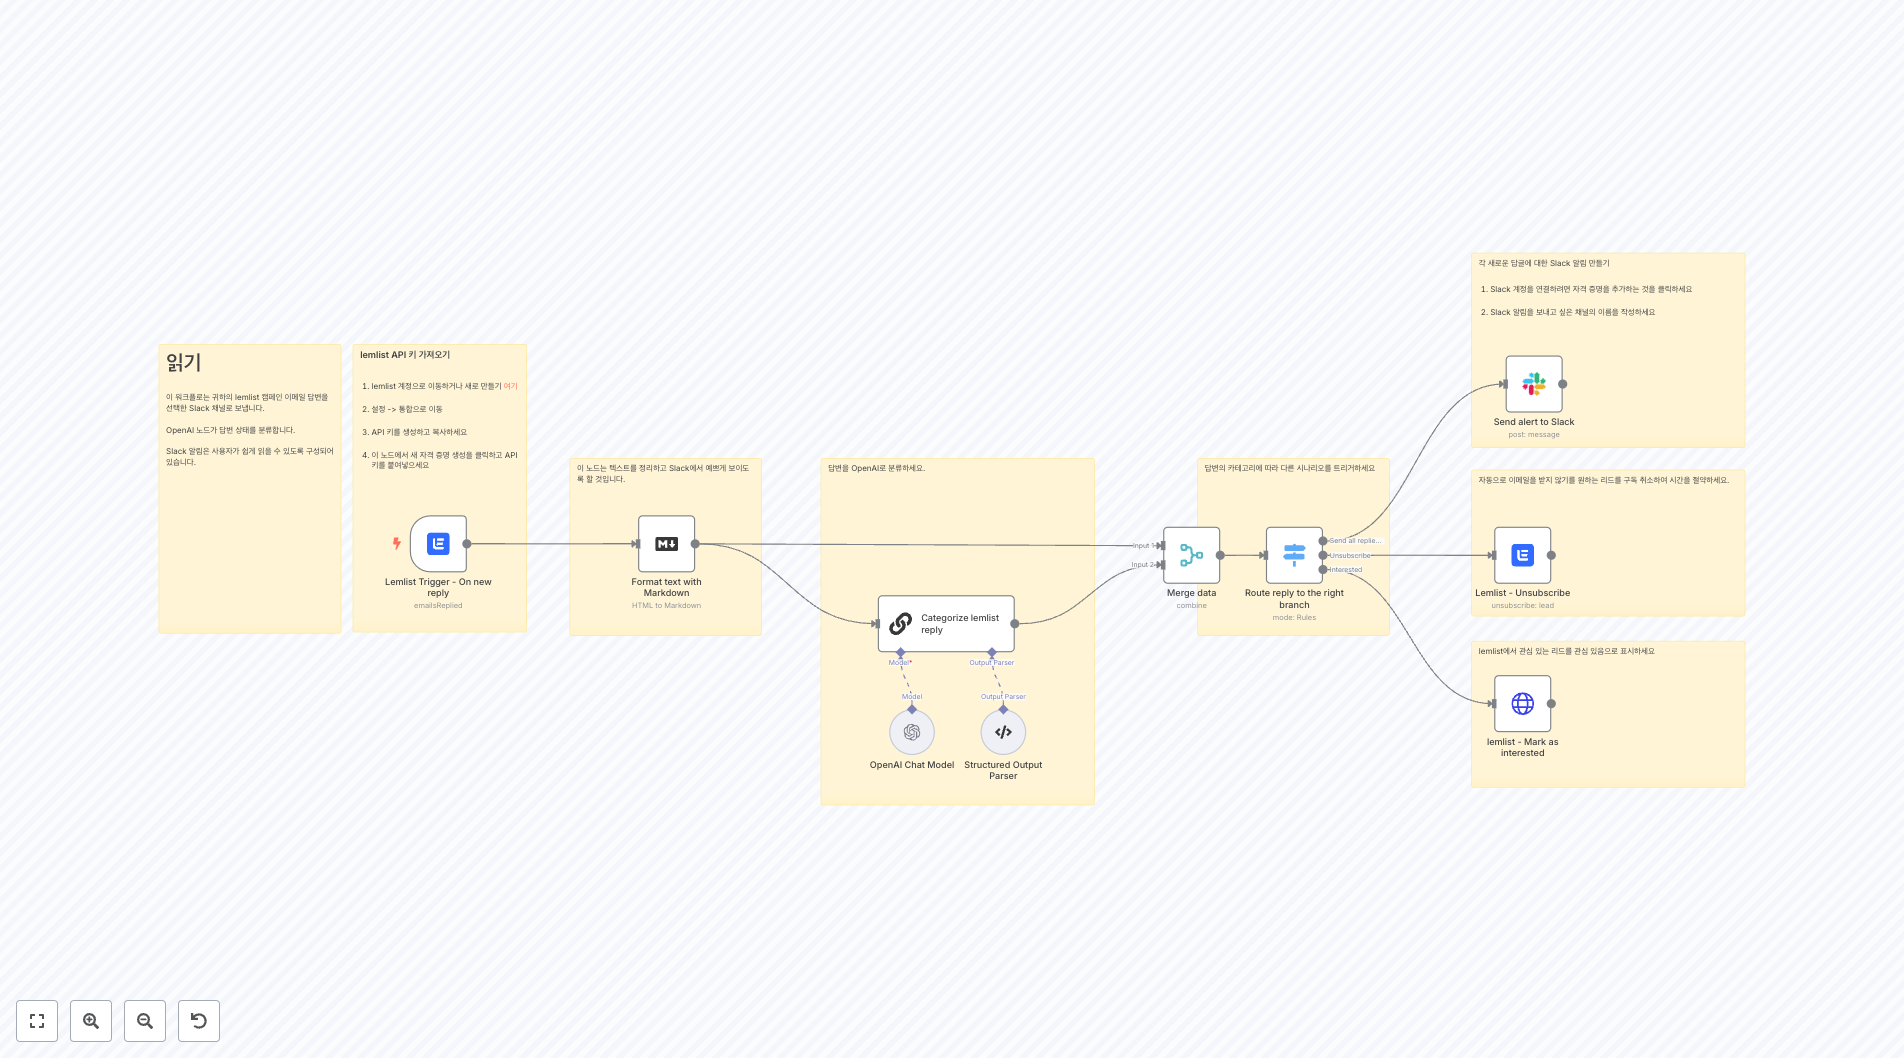 읽기
이 워크플로는 귀하의 lemlist 캠페인 이메일 답변을
선택한 Slack 채널로 보냅니다.
OpenAI 노드가 답변 상태를 분류합니다.
Slack 알림은 사용자가 쉽게 읽을 수 있도록 구성되어
있습니다.
lemlist API 키 가져오기
1. lemlist 계정으로 이동하거나 새로 만들기 여기
2. 설정 -> 통합으로 이동
3. API 키를 생성하고 복사하세요
4. 이 노드에서 새 자격 증명 생성을 클릭하고 API
키를 붙여넣으세요
Lemlist Trigger - On new
reply
emailsReplied
이 노드는 텍스트를 정리하고 Slack에서 예쁘게 보이도
록 할 것입니다.
Format text with
Markdown
HTML to Markdown
답변을 OpenAI로 분류하세요.
Categorize lemlist
reply
Model*
Output Parser
Model
Output Parser
OpenAI Chat Model
Structured Output
Parser
Input 1
Input 2
Merge data
combine
답변의 카테고리에 따라 다른 시나리오를 트리거하세요
Route reply to the right
branch
mode: Rules
Send all replie...
Unsubscribe
Interested
각 새로운 답글에 대한 Slack 알림 만들기
1. Slack 계정을 연결하려면 자격 증명을 추가하는 것을 클릭하세요
2. Slack 알림을 보내고 싶은 채널의 이름을 작성하세요
Send alert to Slack
post: message
자동으로 이메일을 받지 않기를 원하는 리드를 구독 취소하여 시간을 절약하세요.
Lemlist - Unsubscribe
unsubscribe: lead
lemlist에서 관심 있는 리드를 관심 있음으로 표시하세요
lemlist - Mark as
interested